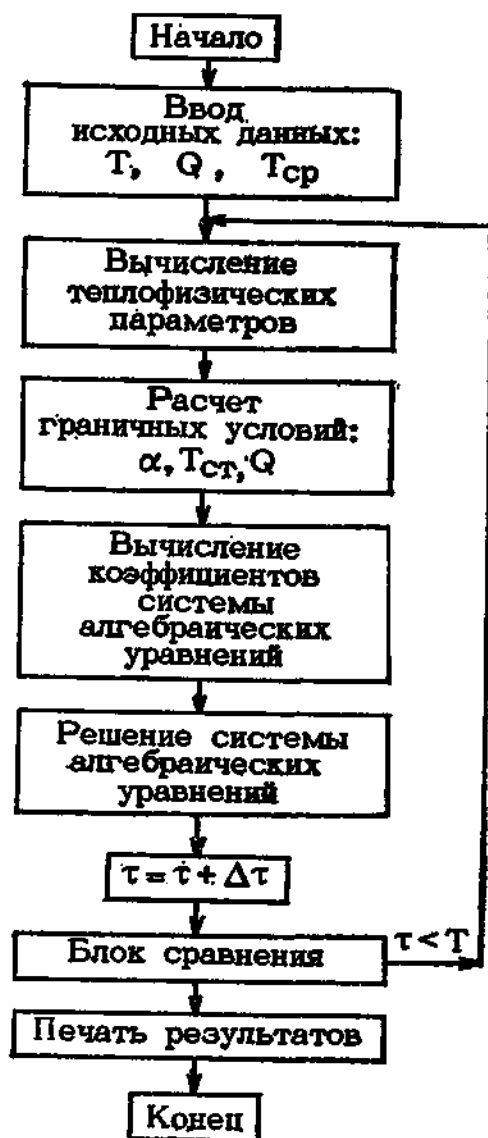 Начало
Ввод
исходных данных:
T, Q, Tср
Вычисление
теплофизических
параметров
Расчет
граничных условий:
α, Tст, Q
Вычисление
коэффициентов
системы
алгебраических
уравнений
Решение системы
алгебраических
уравнений
τ = τ + Δτ
Блок сравнения
τ < T
Печать результатов
Конец